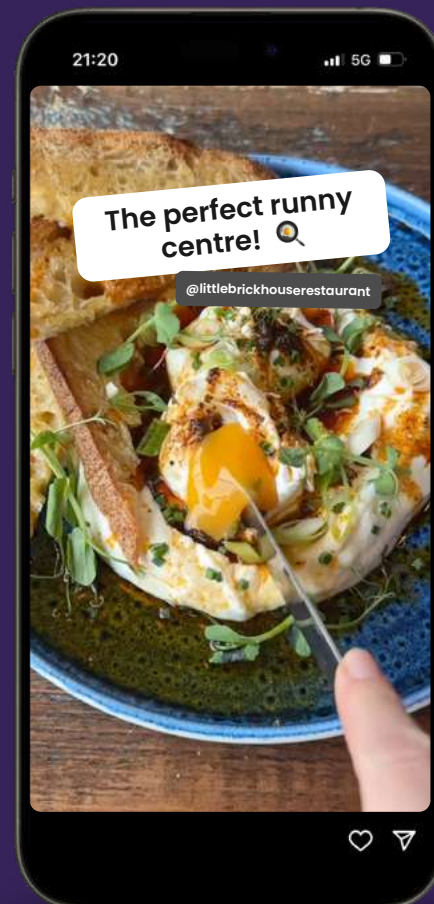 21:20
5G
The perfect runny
centre! 🍳
@littlebrickhouserestaurant